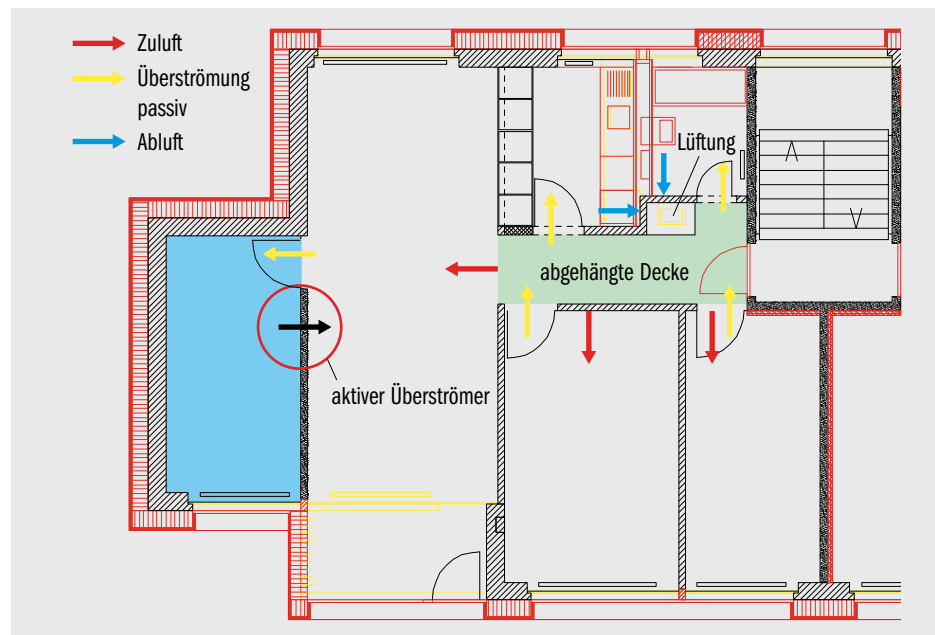 Zuluft
Überströmung
passiv
Abluft
Lüftung
abgehängte Decke
aktiver Überströmer